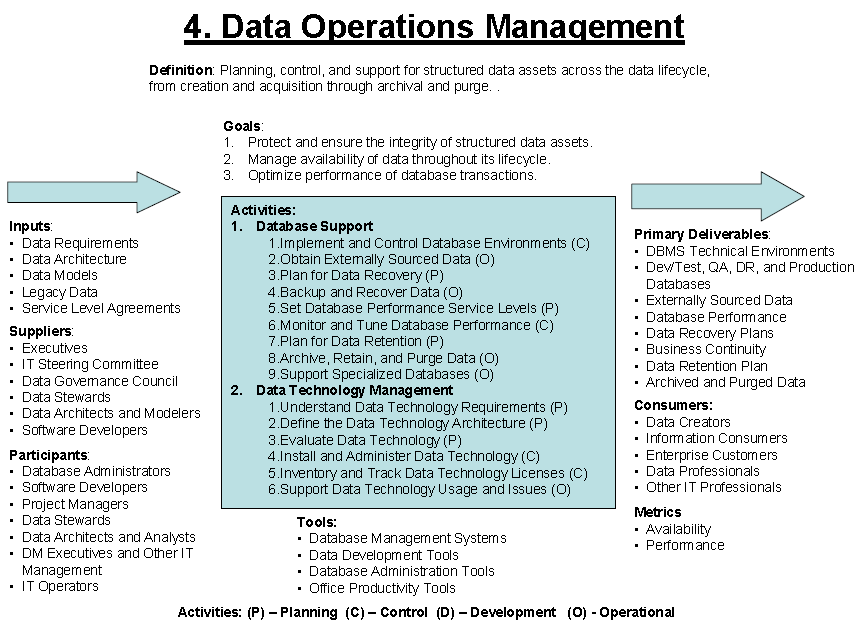 4. Data Operations Management
Definition: Planning, control, and support for structured data assets across the data lifecycle,
from creation and acquisition through archival and purge. .
Goals:
1. Protect and ensure the integrity of structured data assets.
2. Manage availability of data throughout its lifecycle.
3. Optimize performance of database transactions.
Inputs:
• Data Requirements
• Data Architecture
• Data Models
• Legacy Data
• Service Level Agreements
Suppliers:
• Executives
• IT Steering Committee
• Data Governance Council
• Data Stewards
• Data Architects and Modelers
• Software Developers
Participants:
• Database Administrators
• Software Developers
• Project Managers
• Data Stewards
• Data Architects and Analysts
• DM Executives and Other IT
Management
• IT Operators
Activities:
1. Database Support
1.Implement and Control Database Environments (C)
2.Obtain Externally Sourced Data (O)
3.Plan for Data Recovery (P)
4.Backup and Recover Data (O)
5.Set Database Performance Service Levels (P)
6.Monitor and Tune Database Performance (C)
7.Plan for Data Retention (P)
8.Archive, Retain, and Purge Data (O)
9.Support Specialized Databases (O)
2. Data Technology Management
1.Understand Data Technology Requirements (P)
2.Define the Data Technology Architecture (P)
3.Evaluate Data Technology (P)
4.Install and Administer Data Technology (C)
5.Inventory and Track Data Technology Licenses (C)
6.Support Data Technology Usage and Issues (O)
Tools:
• Database Management Systems
• Data Development Tools
• Database Administration Tools
• Office Productivity Tools
Primary Deliverables:
• DBMS Technical Environments
• Dev/Test, QA, DR, and Production
Databases
• Externally Sourced Data
• Database Performance
• Data Recovery Plans
• Business Continuity
• Data Retention Plan
• Archived and Purged Data
Consumers:
• Data Creators
• Information Consumers
• Enterprise Customers
• Data Professionals
• Other IT Professionals
Metrics
• Availability
• Performance
Activities: (P) – Planning (C) – Control (D) – Development (O) - Operational